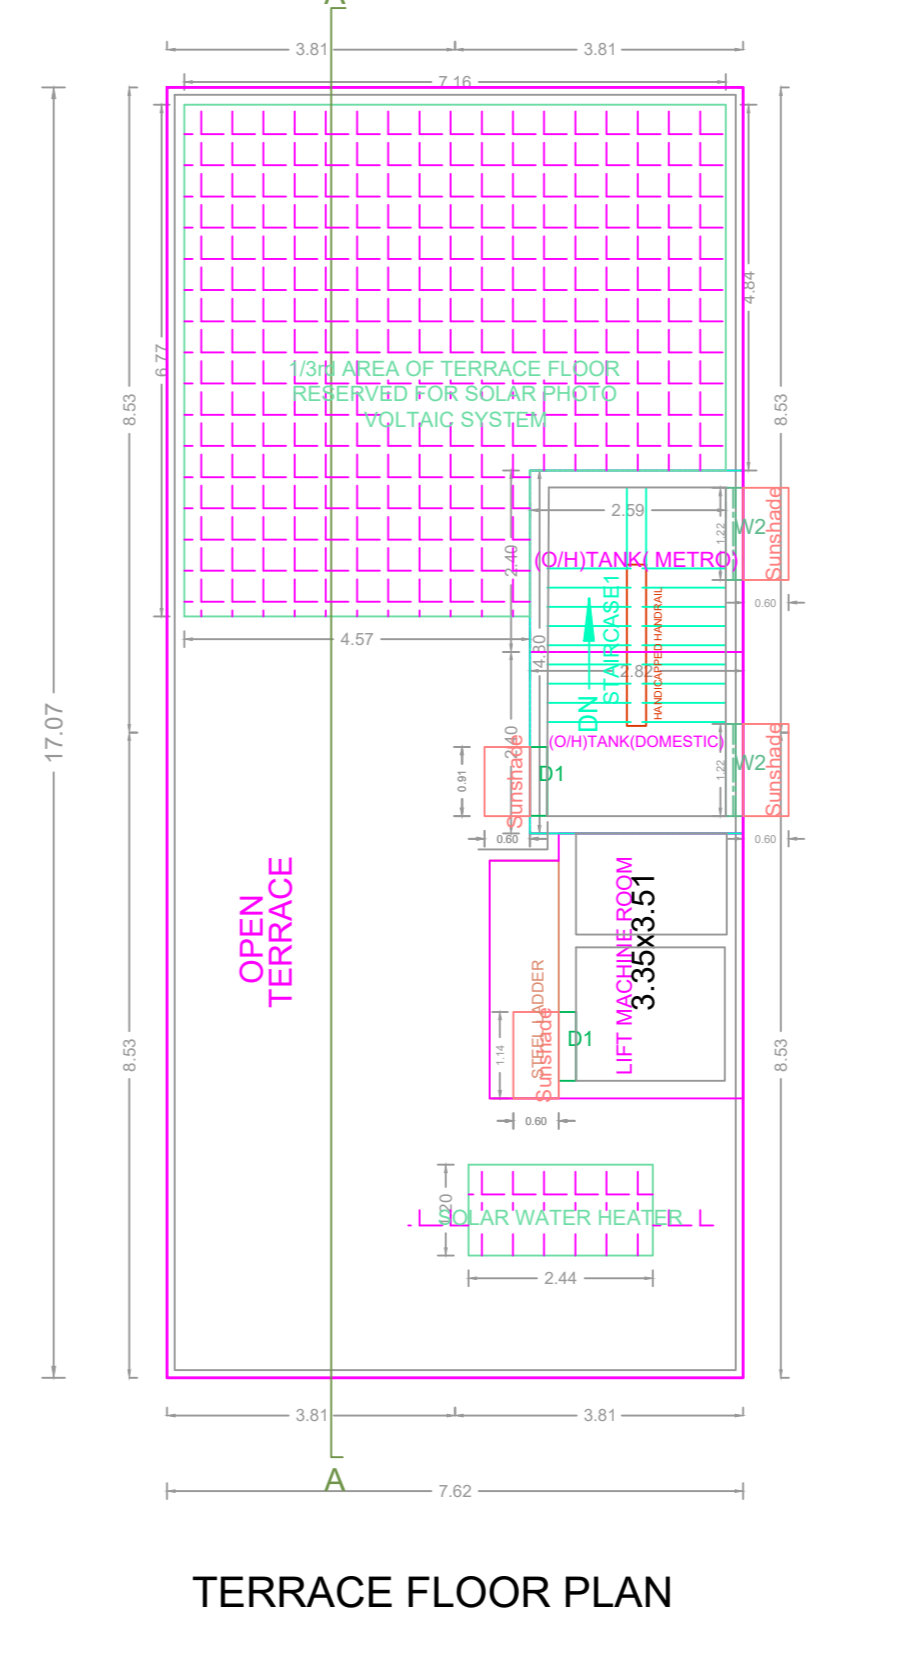 A
3.81 3.81
7.16
4.84
6.77
8.53
8.53
1/3rd AREA OF TERRACE FLOOR
RESERVED FOR SOLAR PHOTO
VOLTAIC SYSTEM
2.59
1.22
W2
Sunshade
(O/H)TANK( METRO)
2.40
STAIRCASE1
HANDICAPPED HANDRAIL
0.60
4.57
4.80
2.82
DN
17.07
2.40
(O/H)TANK(DOMESTIC)
Sunshade
D1
0.91
1.22
W2
Sunshade
0.60
0.60
OPEN
TERRACE
LIFT MACHINE ROOM
3.35x3.51
STEEL LADDER
Sunshade
D1
1.14
8.53
8.53
0.60
1.20
SOLAR WATER HEATER
2.44
3.81 3.81
A
7.62
TERRACE FLOOR PLAN